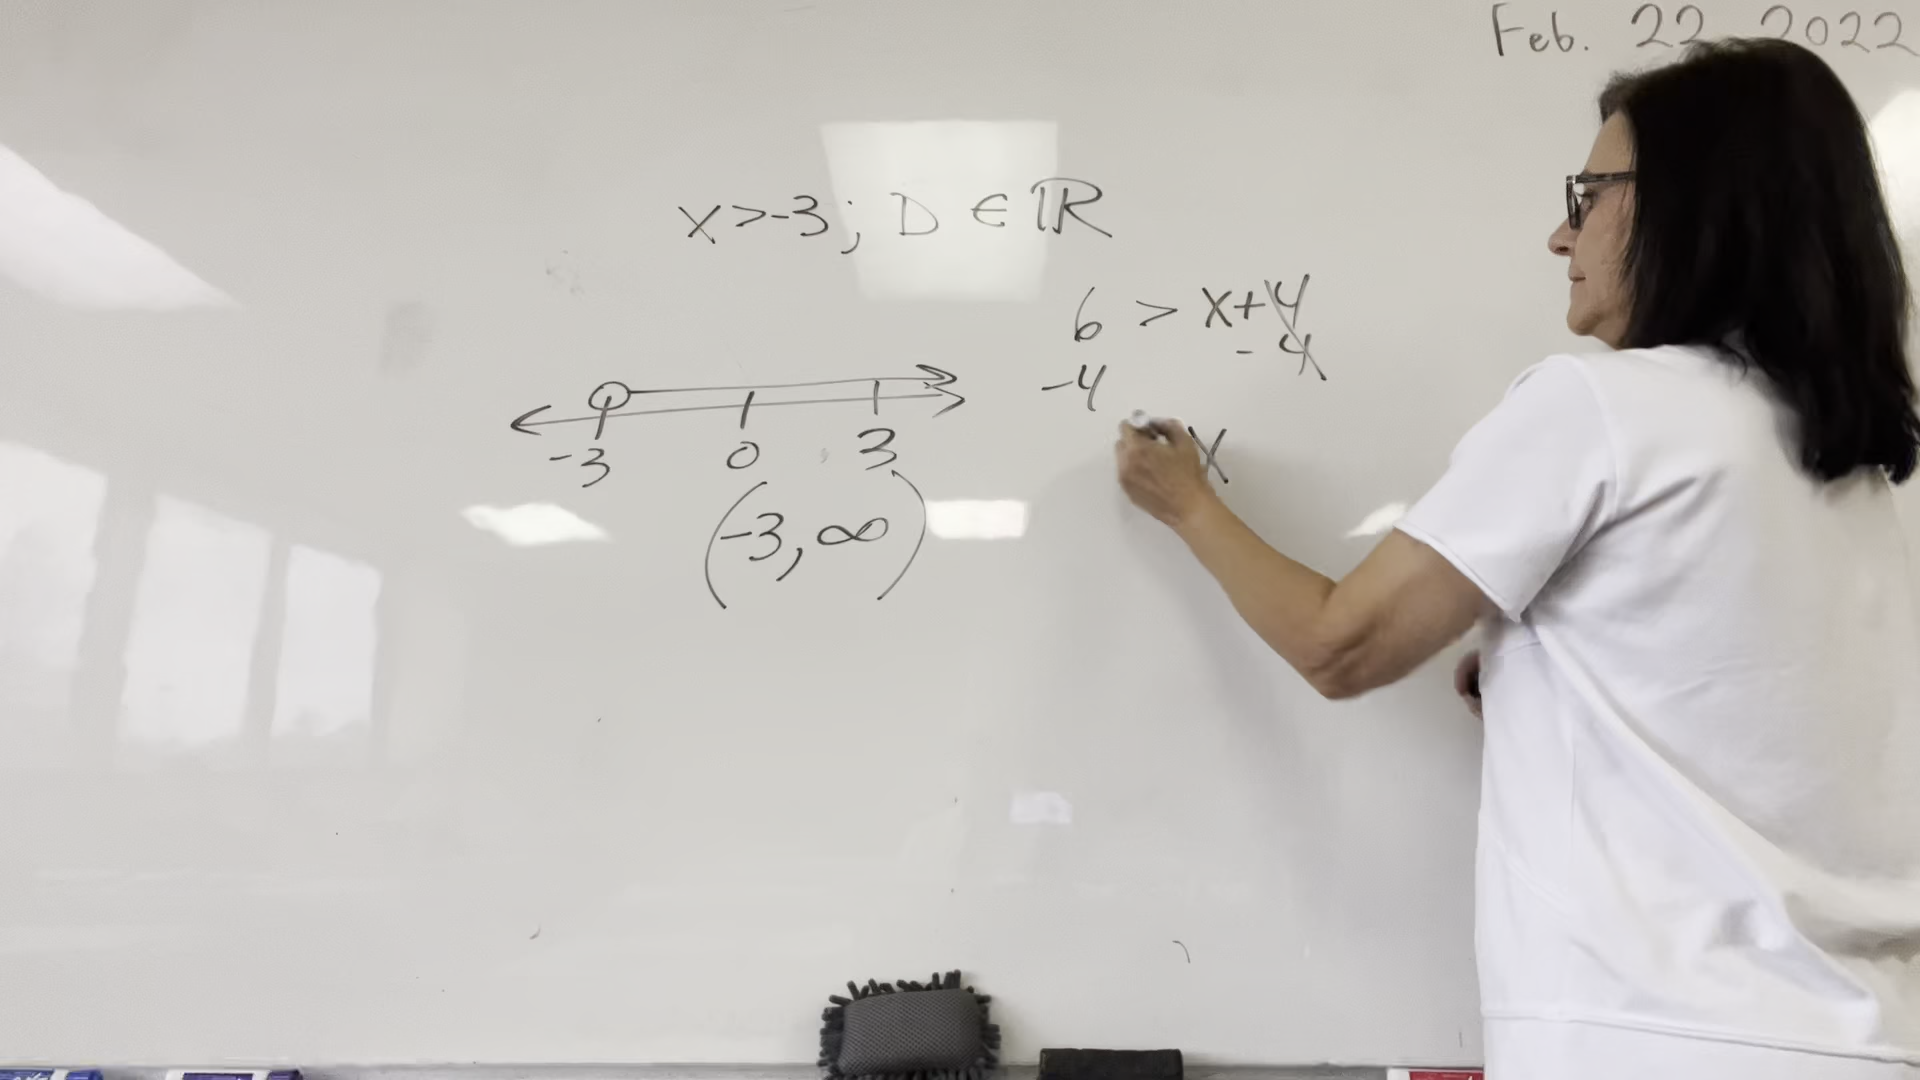 Feb. 22 2022
x>-3; D ∈ ℝ
6 > x+4
- 4
-4
x
-3 0 3
(-3, ∞)